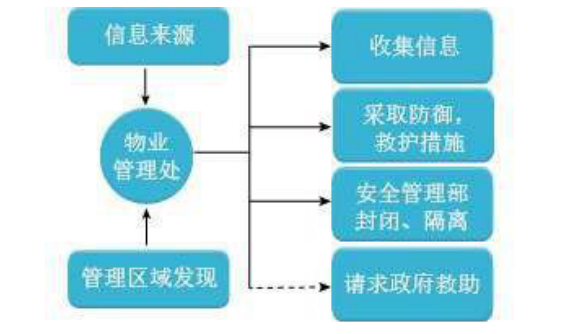 信息来源
物业
管理处
管理区域发现
收集信息
采取防御，
救护措施
安全管理部
封闭、隔离
请求政府救助